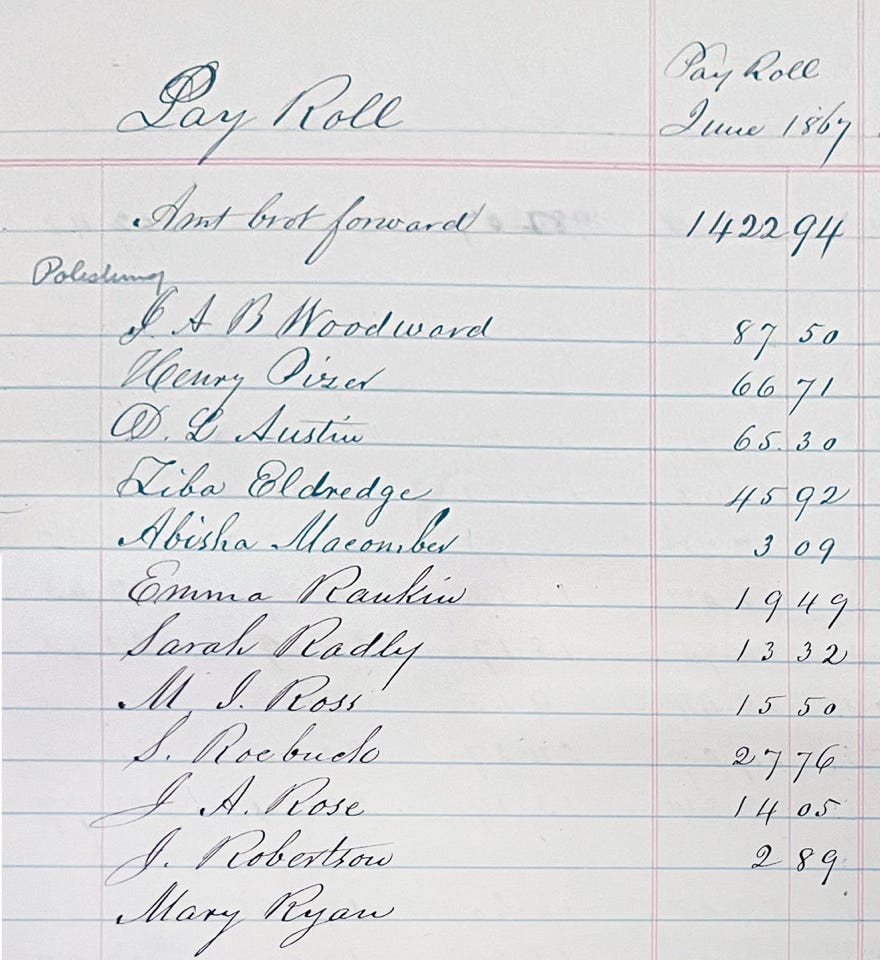 Pay Roll
Pay Roll
June 1867
Amt brot forward 1422 94
Polishing
J A B Woodward 87 50
Henry Pizer 66 71
D. L Austin 65. 30
Ziba Eldredge 45 92
Abisha Macomber 3 09
Emma Rankin 19 49
Sarah Radly 13 32
M. J. Ross 15 50
S. Roebuck 27 76
J A. Rose 14 05
J. Robertson 2 89
Mary Ryan